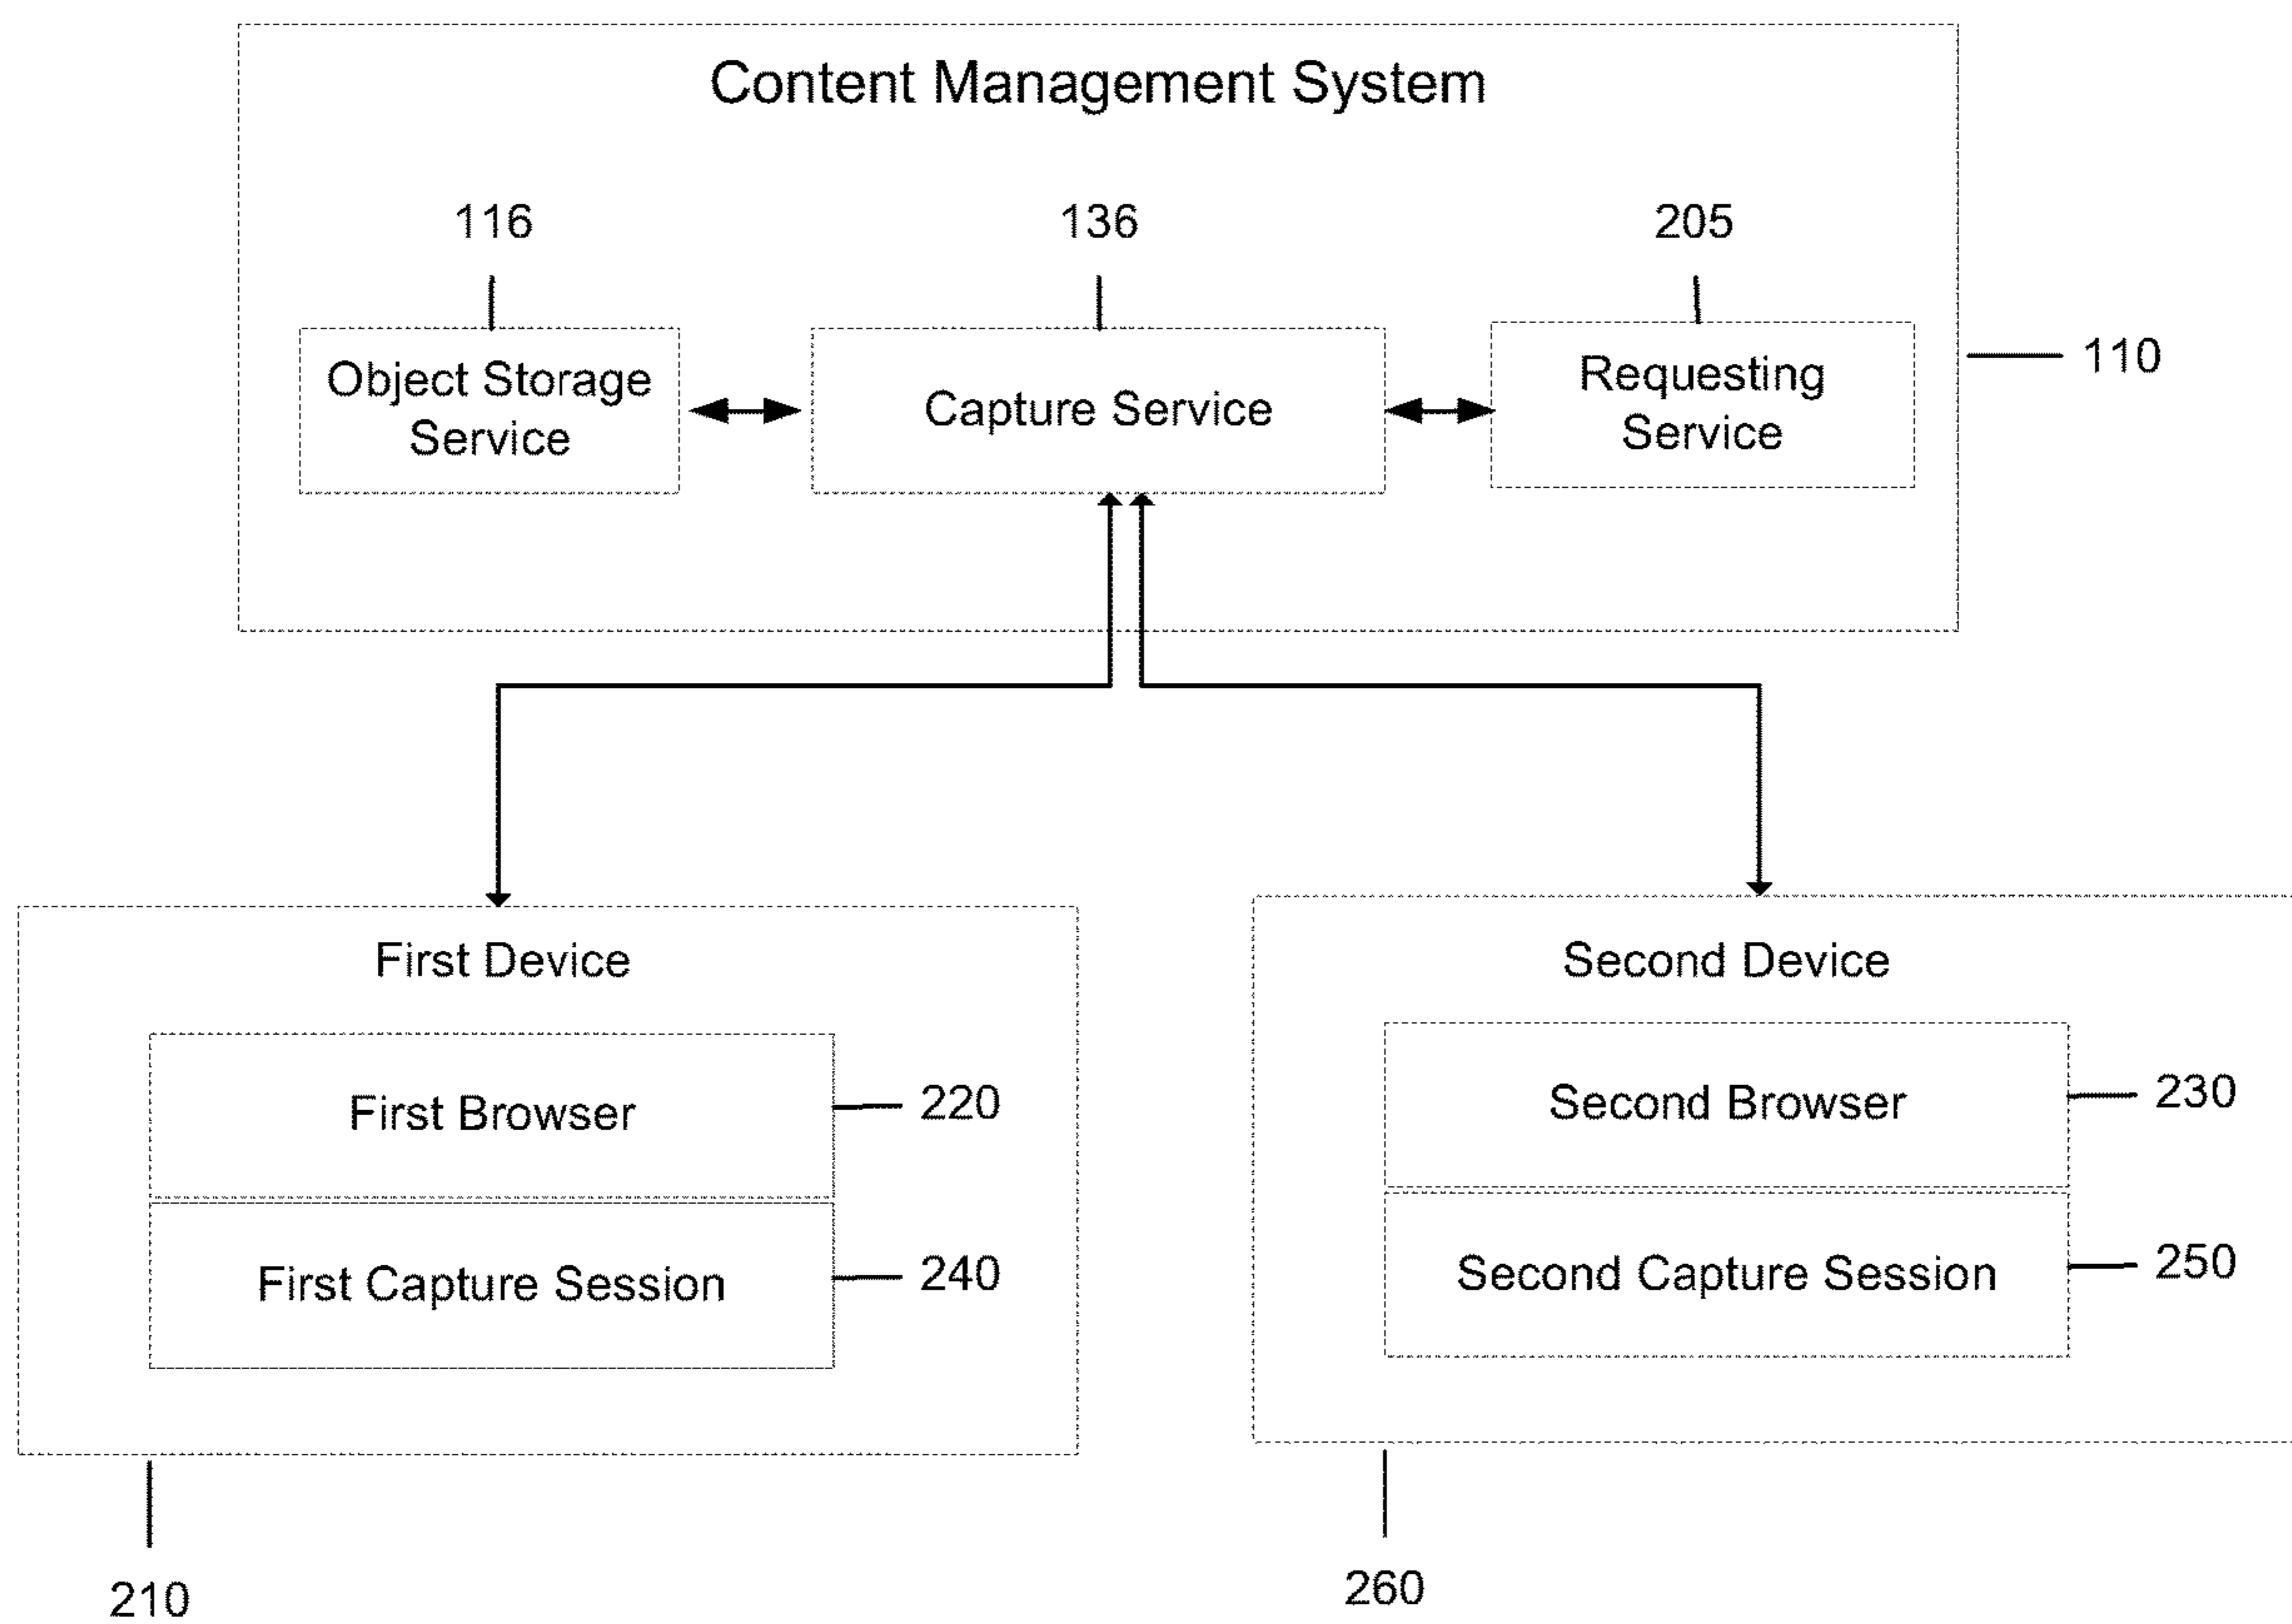 Content Management System
116
136
205
Object Storage
Service
Capture Service
Requesting
Service
110
First Device
First Browser
220
First Capture Session
240
210
Second Device
Second Browser
230
Second Capture Session
250
260